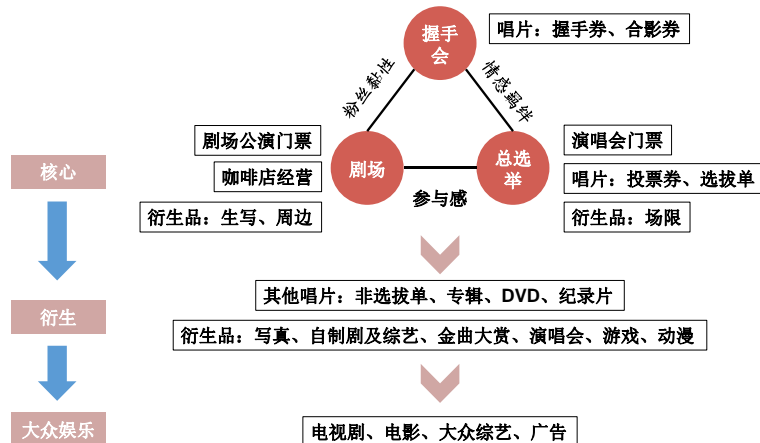 握手
会
唱片：握手券、合影券
粉丝黏性
情感羁绊
剧场公演门票
咖啡店经营
衍生品：生写、周边
剧场
总选
举
参与感
演唱会门票
唱片：投票券、选拔单
衍生品：场限
核心
其他唱片：非选拔单、专辑、DVD、纪录片
衍生
衍生品：写真、自制剧及综艺、金曲大赏、演唱会、游戏、动漫
大众娱乐
电视剧、电影、大众综艺、广告